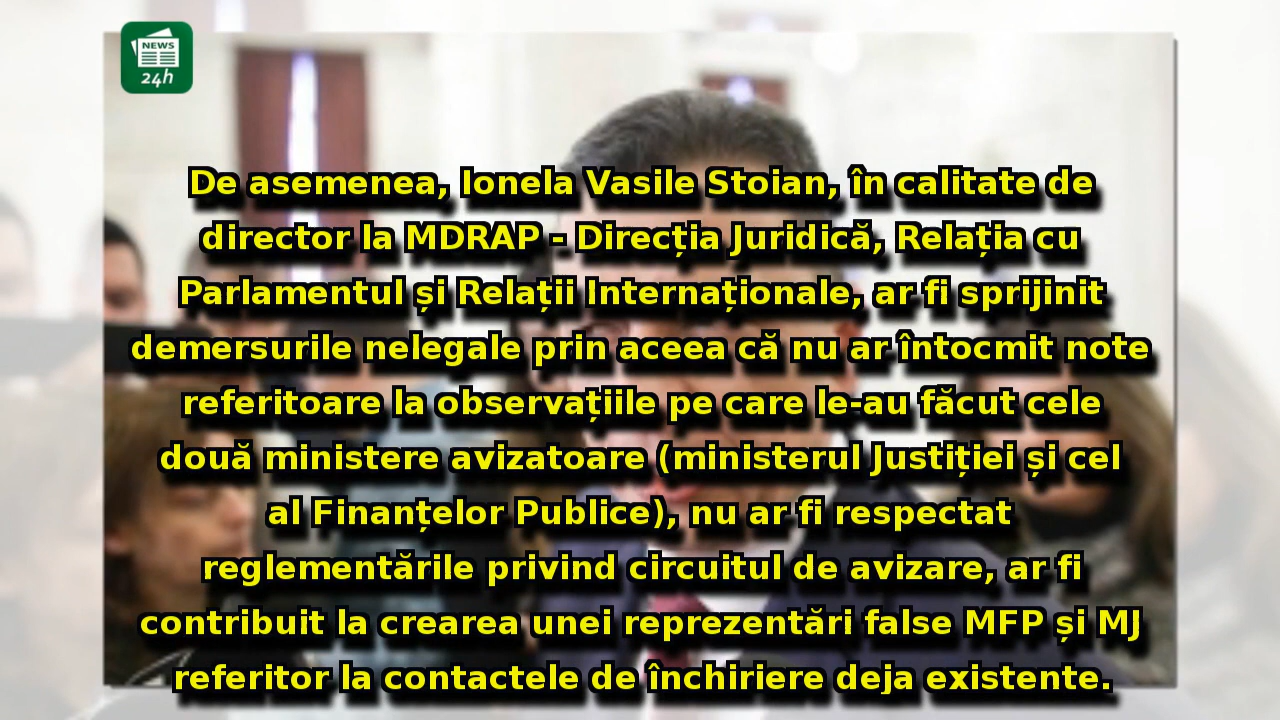 NEWS
24h
De asemenea, Ionela Vasile Stoian, în calitate de
director la MDRAP - Direcția Juridică, Relația cu
Parlamentul și Relații Internaționale, ar fi sprijinit
demersurile nelegale prin aceea că nu ar întocmit note
referitoare la observațiile pe care le-au făcut cele
două ministere avizatoare (ministerul Justiției și cel
al Finanțelor Publice), nu ar fi respectat
reglementările privind circuitul de avizare, ar fi
contribuit la crearea unei reprezentări false MFP și MJ
referitor la contactele de închiriere deja existente.